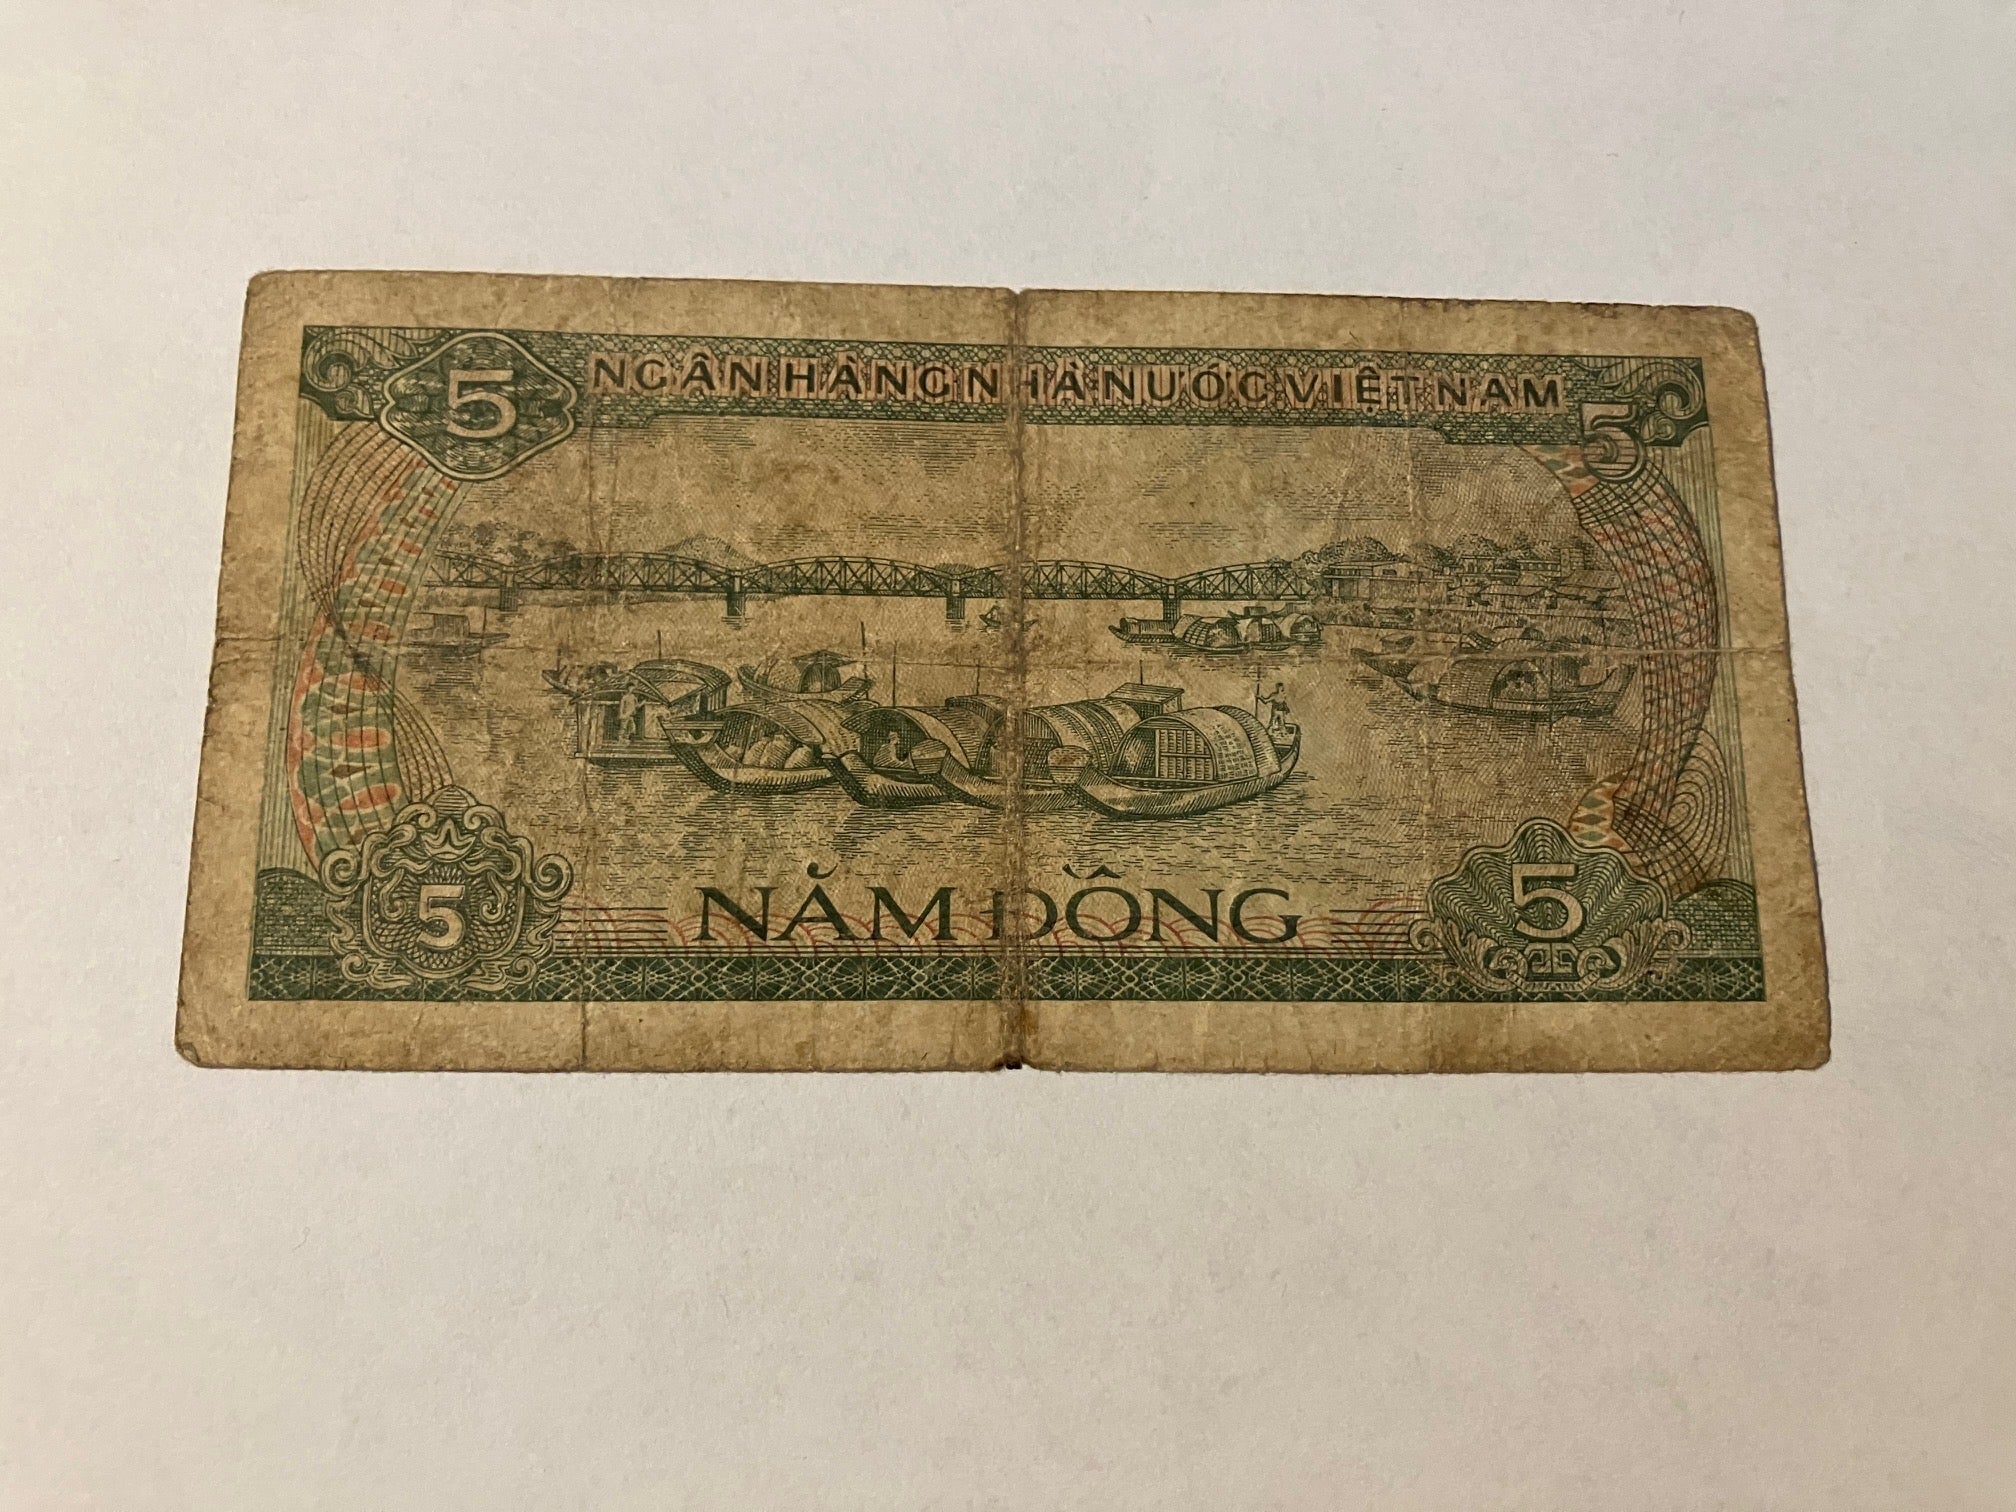 5 NGÂN HÀNG NHÀ NƯỚC VIỆT NAM 5
5 NĂM ĐỒNG 5